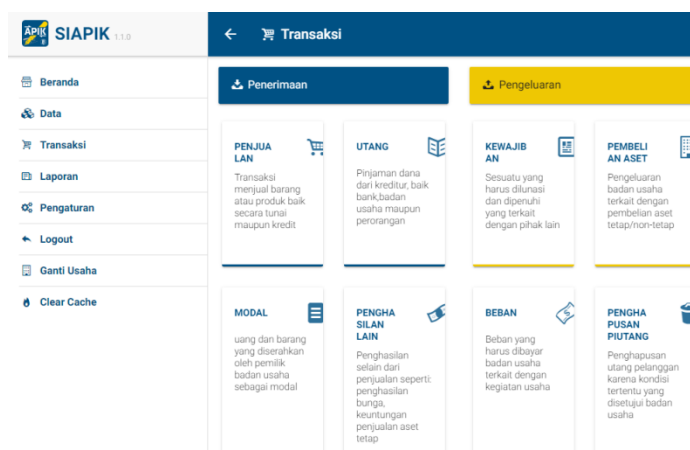 SIAPIK 1.1.0
Beranda
Data
Transaksi
Laporan
Pengaturan
Logout
Ganti Usaha
Clear Cache
Transaksi
Penerimaan
PENJUA
LAN
Transaksi
menjual barang
atau produk baik
secara tunai
maupun kredit
UTANG
Pinjaman dana
dari kreditur, baik
bank,badan
usaha maupun
perorangan
MODAL
uang dan barang
yang diserahkan
oleh pemilik
badan usaha
sebagai modal
PENGHA
SILAN
LAIN
Penghasilan
selain dari
penjualan seperti:
penghasilan
bunga,
keuntungan
penjualan aset
tetap
Pengeluaran
KEWAJIB
AN
Sesuatu yang
harus dilunasi
dan dipenuhi
yang terkait
dengan pihak lain
PEMBELI
AN ASET
Pengeluaran
badan usaha
terkait dengan
pembelian aset
tetap/non-tetap
BEBAN
Beban yang
harus dibayar
badan usaha
terkait dengan
kegiatan usaha
PENGHA
PUSAN
PIUTANG
Penghapusan
utang pelanggan
karena kondisi
tertentu yang
disetujui badan
usaha